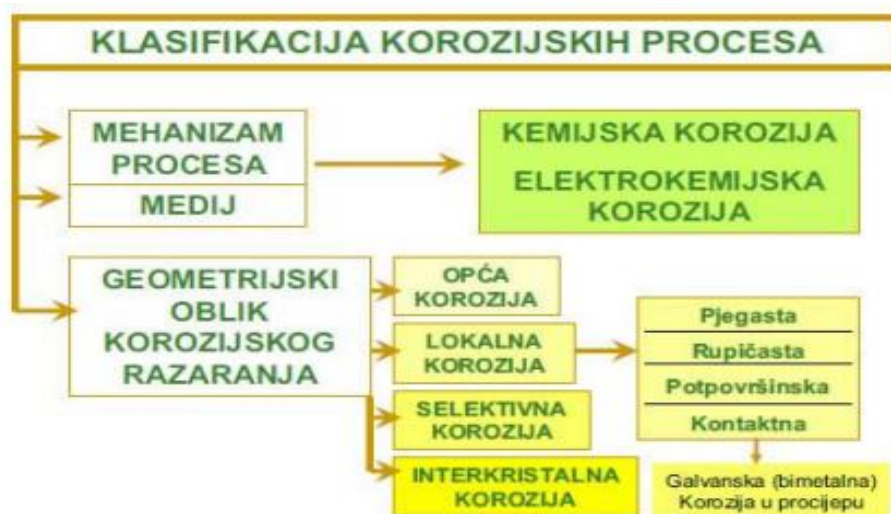 KLASIFIKACIJA KOROZIJSKIH PROCESA
MEHANIZAM
PROCESA
MEDIJ
KEMIJSKA KOROZIJA
ELEKTROKEMIJSKA
KOROZIJA
GEOMETRIJSKI
OBLIK
KOROZIJSKOG
RAZARANJA
OPĆA
KOROZIJA
LOKALNA
KOROZIJA
SELEKTIVNA
KOROZIJA
INTERKRISTALNA
KOROZIJA
Pjegasta
Rupičasta
Potpovršinska
Kontaktna
Galvanska (bimetalna)
Korozija u procijepu